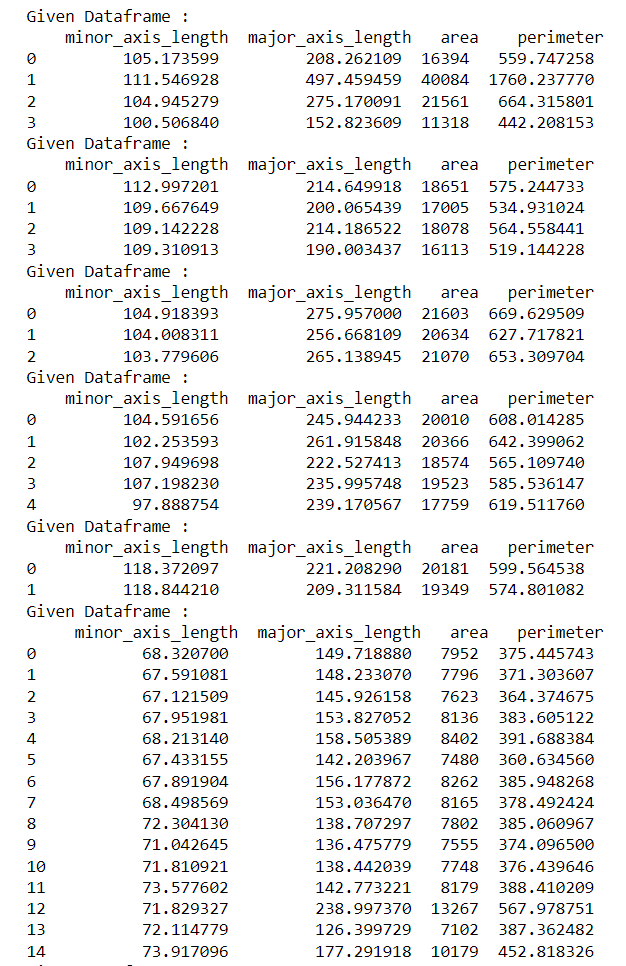 Given Dataframe :
minor_axis_length major_axis_length area perimeter
0 105.173599 208.262109 16394 559.747258
1 111.546928 497.459459 40084 1760.237770
2 104.945279 275.170091 21561 664.315801
3 100.506840 152.823609 11318 442.208153
Given Dataframe :
minor_axis_length major_axis_length area perimeter
0 112.997201 214.649918 18651 575.244733
1 109.667649 200.065439 17005 534.931024
2 109.142228 214.186522 18078 564.558441
3 109.310913 190.003437 16113 519.144228
Given Dataframe :
minor_axis_length major_axis_length area perimeter
0 104.918393 275.957000 21603 669.629509
1 104.008311 256.668109 20634 627.717821
2 103.779606 265.138945 21070 653.309704
Given Dataframe :
minor_axis_length major_axis_length area perimeter
0 104.591656 245.944233 20010 608.014285
1 102.253593 261.915848 20366 642.399062
2 107.949698 222.527413 18574 565.109740
3 107.198230 235.995748 19523 585.536147
4 97.888754 239.170567 17759 619.511760
Given Dataframe :
minor_axis_length major_axis_length area perimeter
0 118.372097 221.208290 20181 599.564538
1 118.844210 209.311584 19349 574.801082
Given Dataframe :
minor_axis_length major_axis_length area perimeter
0 68.320700 149.718880 7952 375.445743
1 67.591081 148.233070 7796 371.303607
2 67.121509 145.926158 7623 364.374675
3 67.951981 153.827052 8136 383.605122
4 68.213140 158.505389 8402 391.688384
5 67.433155 142.203967 7480 360.634560
6 67.891904 156.177872 8262 385.948268
7 68.498569 153.036470 8165 378.492424
8 72.304130 138.707297 7802 385.060967
9 71.042645 136.475779 7555 374.096500
10 71.810921 138.442039 7748 376.439646
11 73.577602 142.773221 8179 388.410209
12 71.829327 238.997370 13267 567.978751
13 72.114779 126.399729 7102 387.362482
14 73.917096 177.291918 10179 452.818326